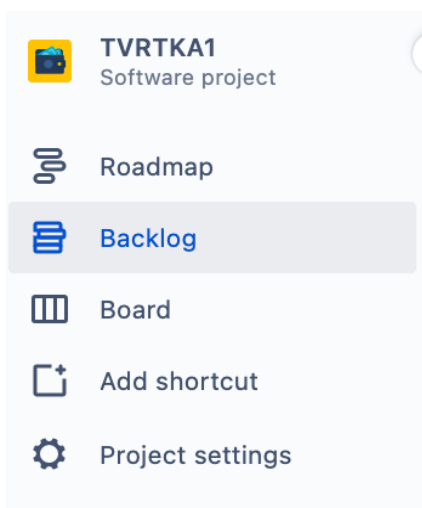 TVRTKA1
Software project
Roadmap
Backlog
Board
Add shortcut
Project settings